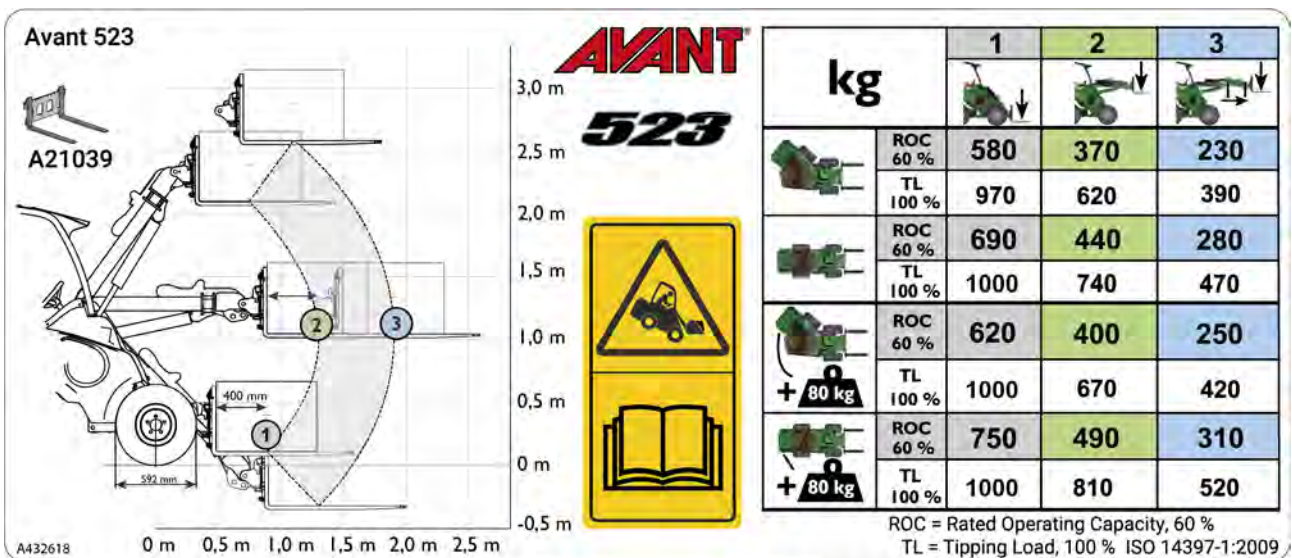 Avant 523
A21039
3,0 m
2,5 m
2,0 m
1,5 m
1,0 m
0,5 m
0 m
-0,5 m
2
3
400 mm
1
592 mm
0 m 0,5 m 1,0 m 1,5 m 2,0 m 2,5 m
A432618
AVANT®
523
kg
1 2 3
ROC 60 % 580 370 230
TL 100 % 970 620 390
ROC 60 % 690 440 280
TL 100 % 1000 740 470
ROC 60 % 620 400 250
+ 80 kg TL 100 % 1000 670 420
ROC 60 % 750 490 310
+ 80 kg TL 100 % 1000 810 520
ROC = Rated Operating Capacity, 60 %
TL = Tipping Load, 100 % ISO 14397-1:2009